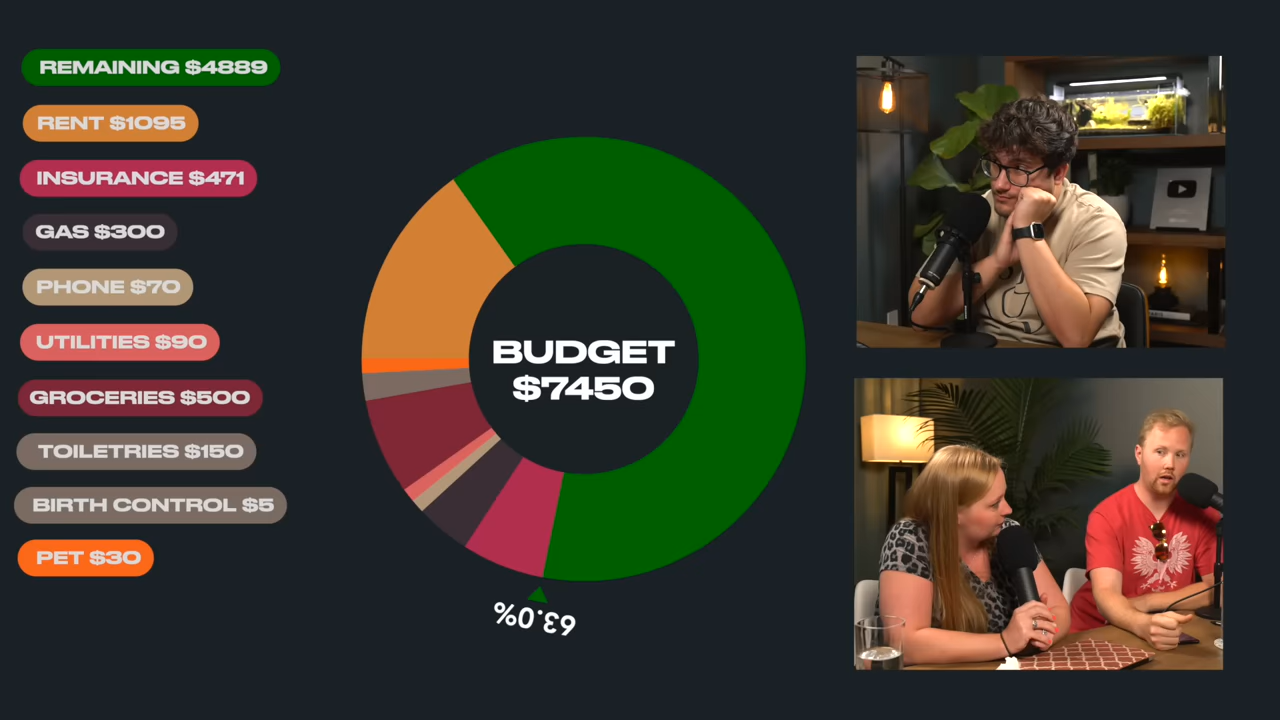 REMAINING $4889
RENT $1095
INSURANCE $471
GAS $300
PHONE $70
UTILITIES $90
GROCERIES $500
TOILETRIES $150
BIRTH CONTROL $5
PET $30
BUDGET
$7450
63.0%